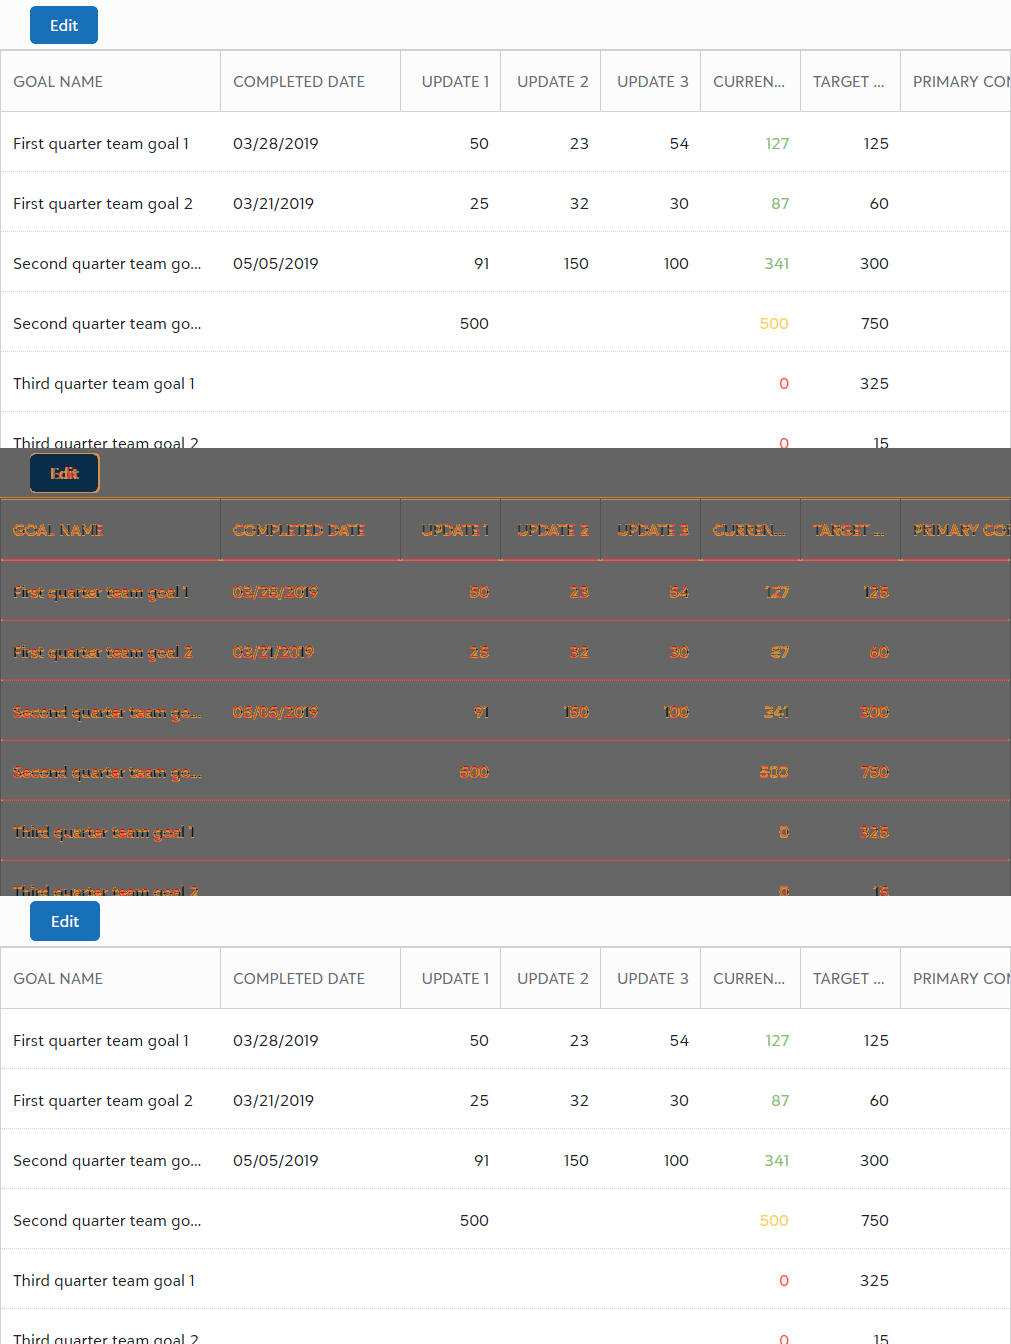 Edit
GOAL NAME COMPLETED DATE UPDATE 1 UPDATE 2 UPDATE 3 CURREN... TARGET ... PRIMARY CON
First quarter team goal 1 03/28/2019 50 23 54 127 125
First quarter team goal 2 03/21/2019 25 32 30 87 60
Second quarter team go... 05/05/2019 91 150 100 341 300
Second quarter team go... 500 500 750
Third quarter team goal 1 0 325
Third quarter team goal 2 0 15
Edit
GOAL NAME COMPLETED DATE UPDATE 1 UPDATE 2 UPDATE 3 CURREN... TARGET ... PRIMARY CON
First quarter team goal 1 03/28/2019 50 23 54 127 125
First quarter team goal 2 03/21/2019 25 32 30 87 60
Second quarter team go... 05/05/2019 91 150 100 341 300
Second quarter team go... 500 500 750
Third quarter team goal 1 0 325
Third quarter team goal 2 0 15
Edit
GOAL NAME COMPLETED DATE UPDATE 1 UPDATE 2 UPDATE 3 CURREN... TARGET ... PRIMARY CON
First quarter team goal 1 03/28/2019 50 23 54 127 125
First quarter team goal 2 03/21/2019 25 32 30 87 60
Second quarter team go... 05/05/2019 91 150 100 341 300
Second quarter team go... 500 500 750
Third quarter team goal 1 0 325
Third quarter team goal 2 0 15